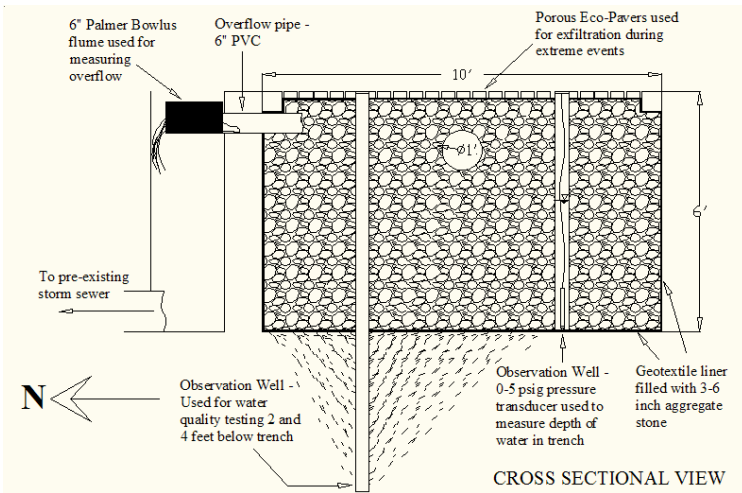 6" Palmer Bowlus
flume used for
measuring
overflow
Overflow pipe -
6" PVC
Porous Eco-Pavers used
for exfiltration during
extreme events
10'
ø1'
6'
To pre-existing
storm sewer
N
Observation Well -
Used for water
quality testing 2 and
4 feet below trench
Observation Well -
0-5 psig pressure
transducer used to
measure depth of
water in trench
Geotextile liner
filled with 3-6
inch aggregate
stone
CROSS SECTIONAL VIEW